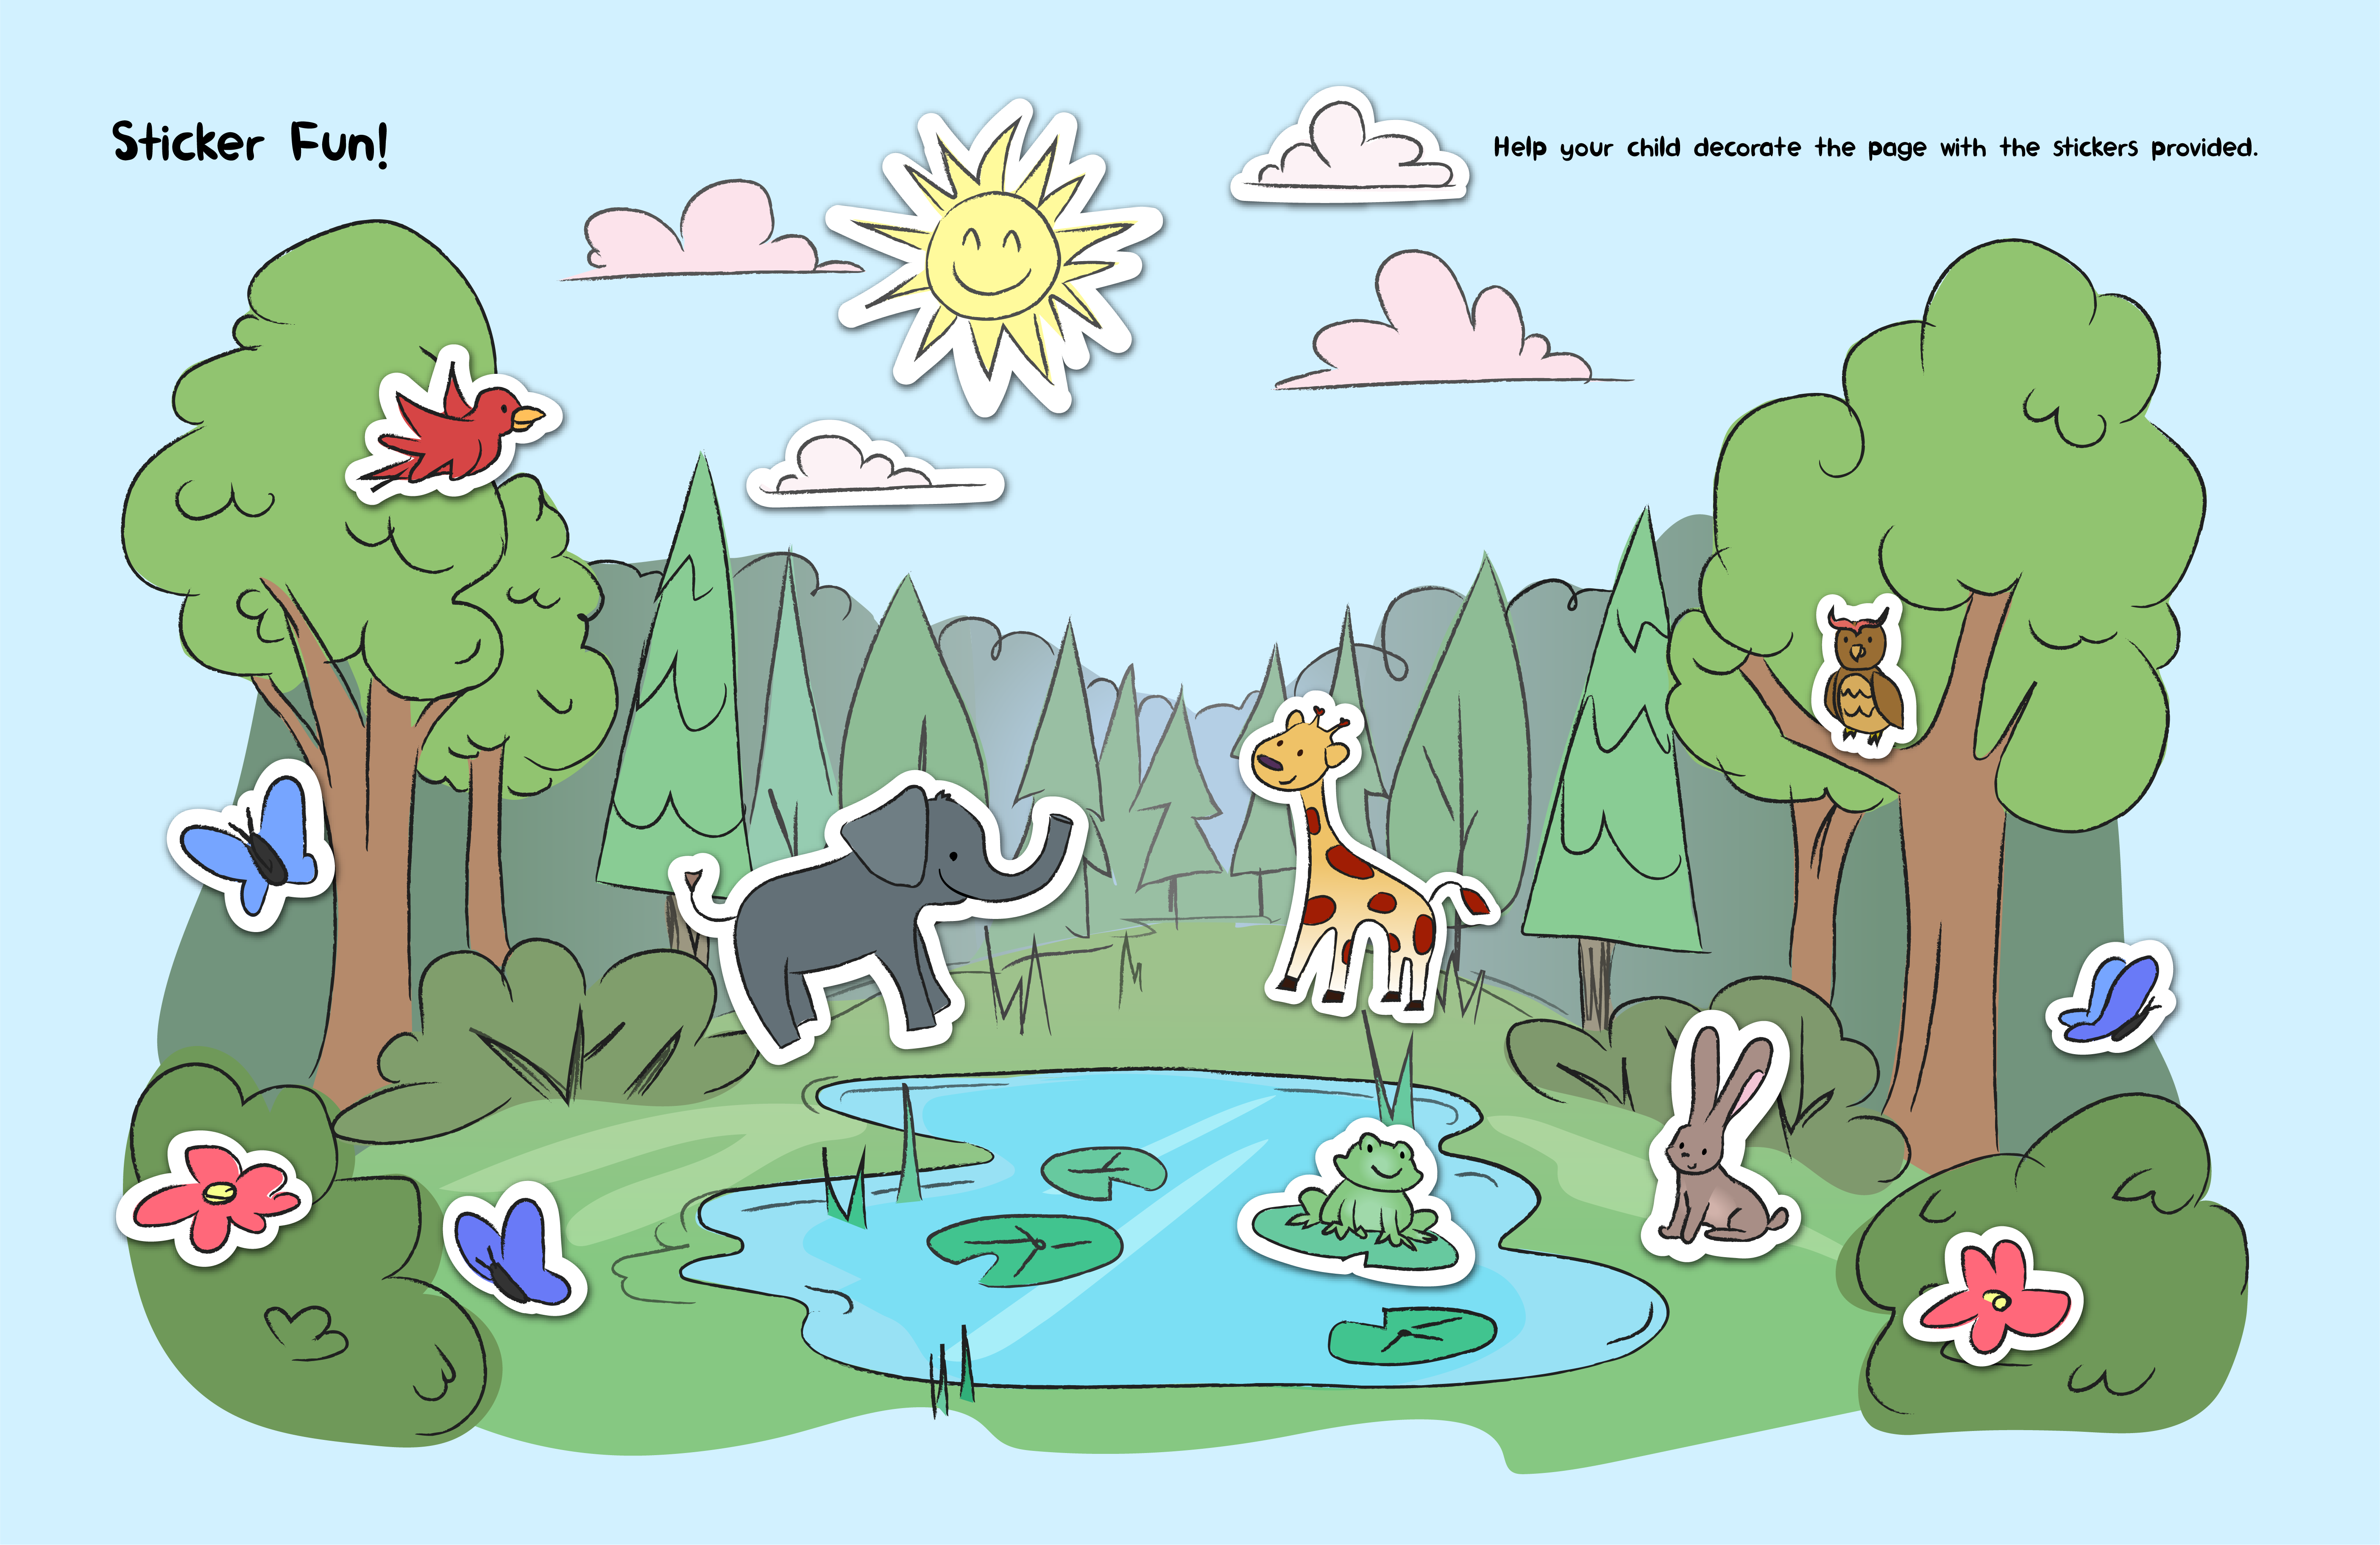 Sticker Fun!
Help your child decorate the page with the stickers provided.